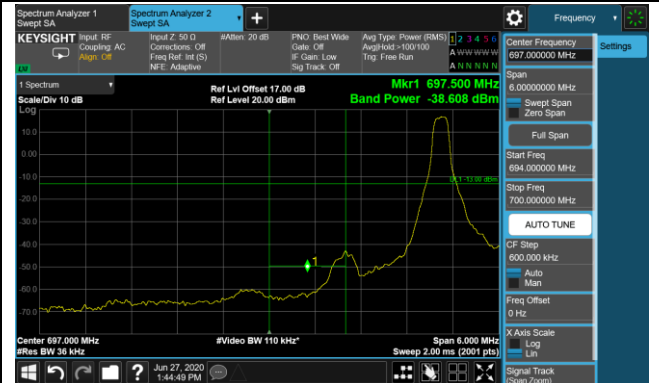 Spectrum Analyzer 1
Swept SA
Spectrum Analyzer 2
Swept SA
+
Frequency
KEYSIGHT
Input: RF
Coupling: AC
Align: Off
Input Z: 50 Ω
Corrections: Off
Freq Ref: Int (S)
NFE: Adaptive
#Atten: 20 dB
PNO: Best Wide
Gate: Off
IF Gain: Low
Sig Track: Off
Avg Type: Power (RMS)
Avg|Hold:>100/100
Trig: Free Run
1 2 3 4 5 6
A W W W W W
A N N N N N
LW
1 Spectrum
Scale/Div 10 dB
Ref Lvl Offset 17.00 dB
Ref Level 20.00 dBm
Mkr1 697.500 MHz
Band Power -38.608 dBm
Log
10.0
0.00
-10.0
-20.0
-30.0
-40.0
-50.0
-60.0
-70.0
DL1 -13.00 dBm
1
Center 697.000 MHz
#Res BW 36 kHz
#Video BW 110 kHz*
Span 6.000 MHz
Sweep 2.00 ms (2001 pts)
Jun 27, 2020
1:44:49 PM
Center Frequency
697.000000 MHz
Span
6.00000000 MHz
Swept Span
Zero Span
Full Span
Start Freq
694.000000 MHz
Stop Freq
700.000000 MHz
AUTO TUNE
CF Step
600.000 kHz
Auto
Man
Freq Offset
0 Hz
X Axis Scale
Log
Lin
Signal Track
(Span Zoom)
Settings